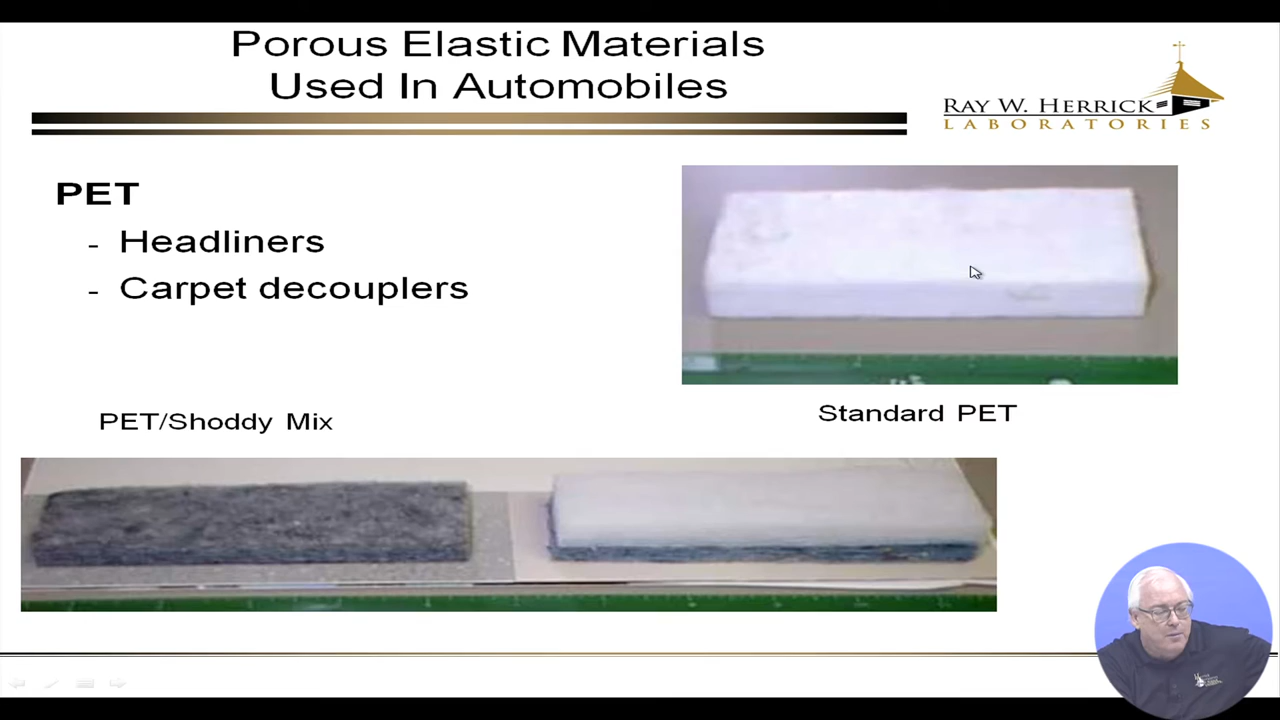 Porous Elastic Materials
Used In Automobiles
RAY W. HERRICK
LABORATORIES
PET
- Headliners
- Carpet decouplers
Standard PET
PET/Shoddy Mix